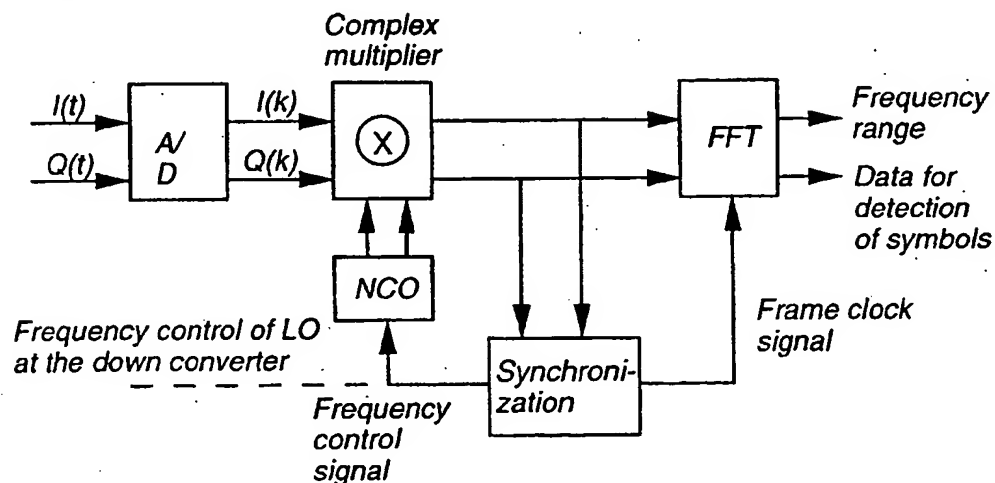 Complex
multiplier
I(t)
I(k)
A/
D
Q(t)
Q(k)
X
FFT
Frequency
range
Data for
detection
of symbols
NCO
Frequency control of LO
at the down converter
Frame clock
signal
Synchroni-
zation
Frequency
control
signal